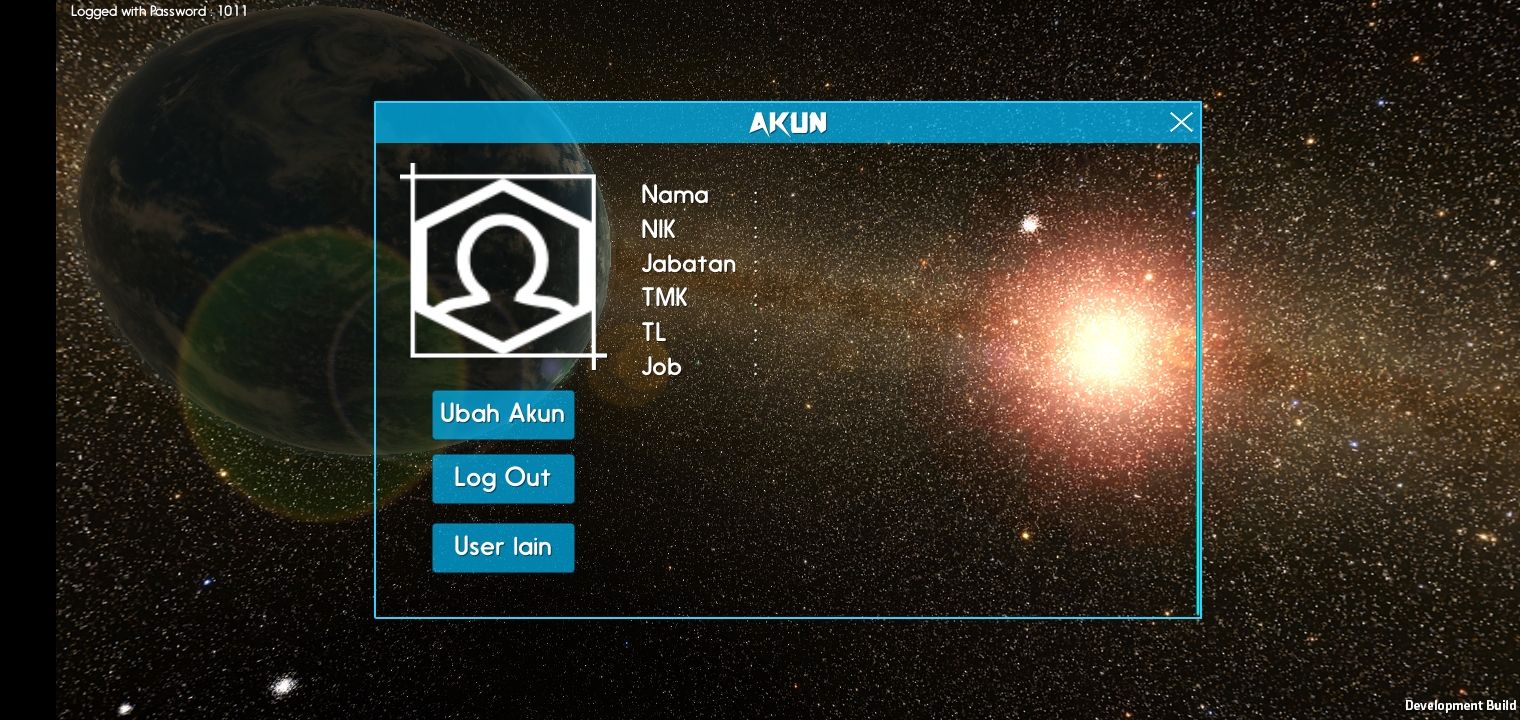 Logged with Password : 1011
AKUN
Nama :
NIK :
Jabatan :
TMK :
TL :
Job :
Ubah Akun
Log Out
User lain
Development Build